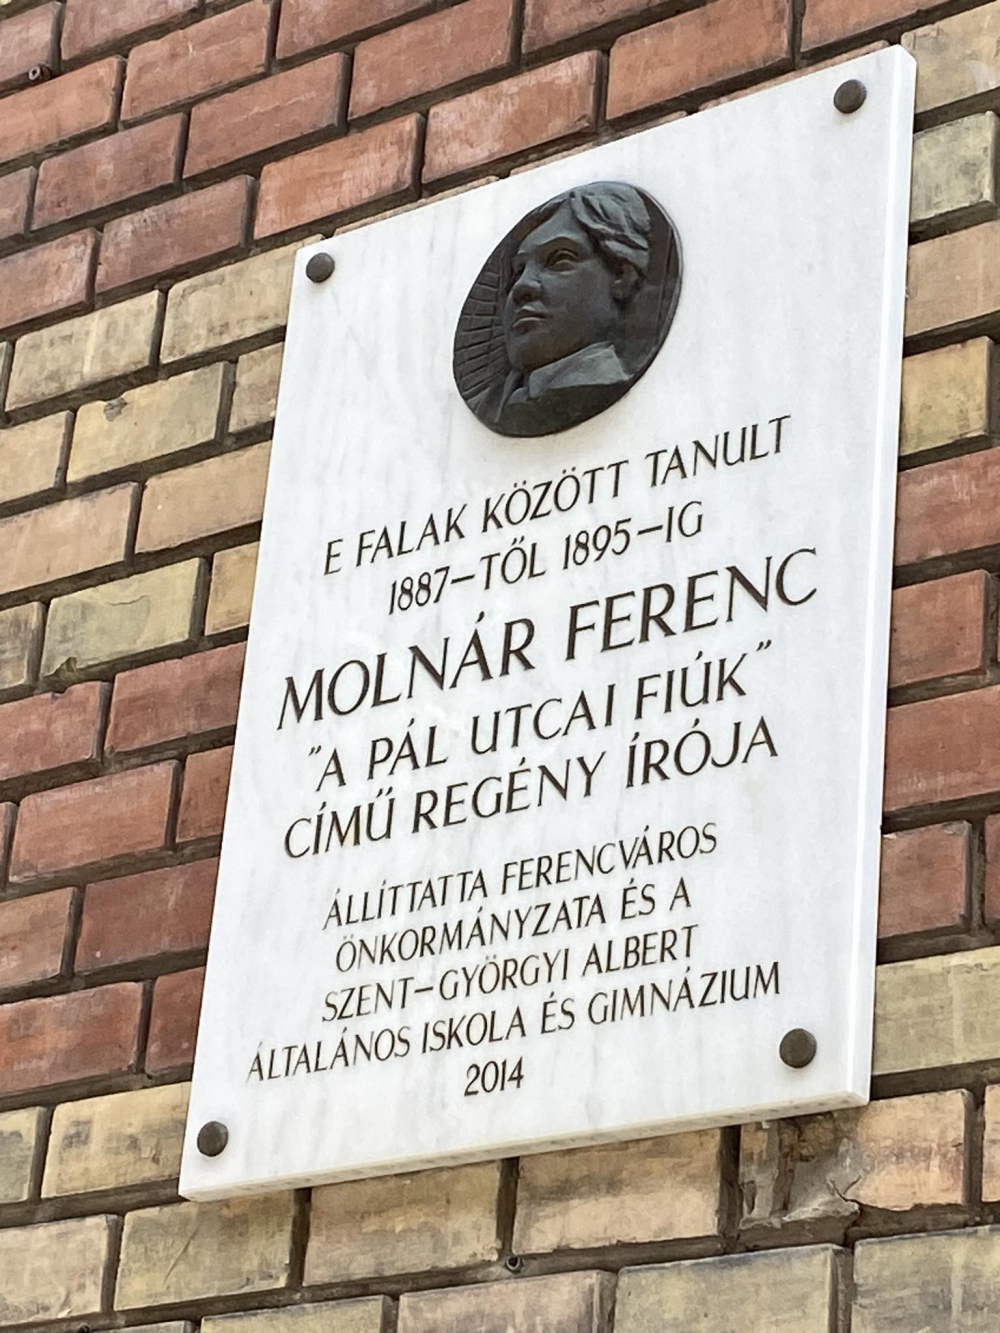 E FALAK KÖZÖTT TANULT
1887-TŐL 1895-IG
MOLNÁR FERENC
"A PÁL UTCAI FIÚK"
CÍMŰ REGÉNY ÍRÓJA
ÁLLÍTTATTA FERENCVÁROS
ÖNKORMÁNYZATA ÉS A
SZENT-GYÖRGYI ALBERT
ÁLTALÁNOS ISKOLA ÉS GIMNÁZIUM
2014